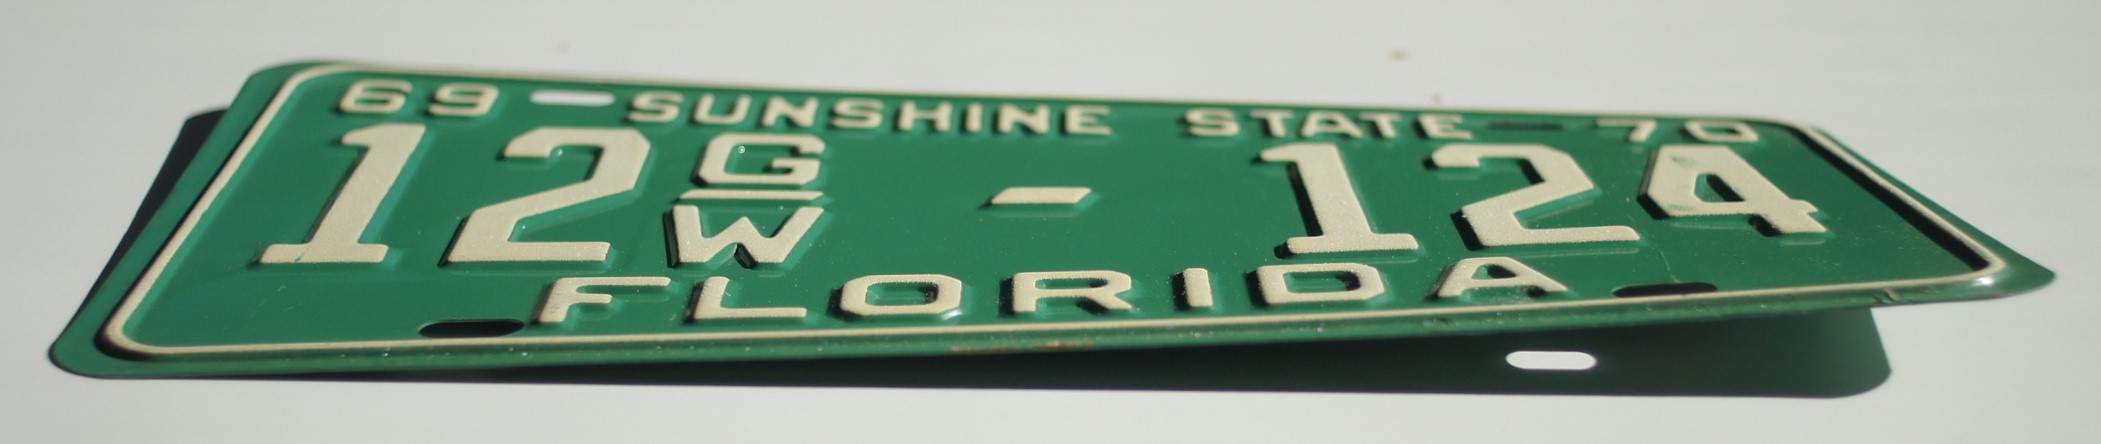 69 SUNSHINE STATE 70
12 G/W - 124
FLORIDA